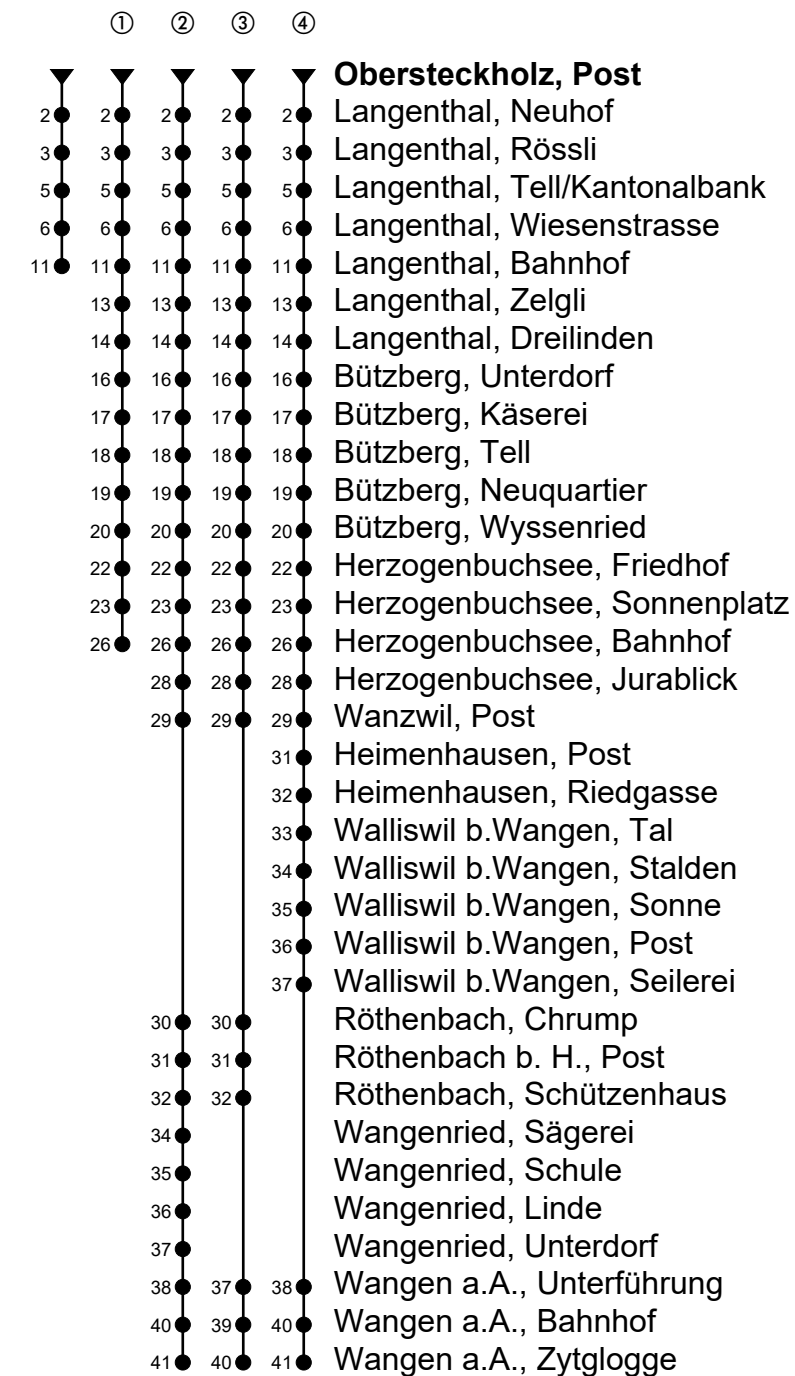 ① ② ③ ④
Obersteckholz, Post
2 2 2 2 2 Langenthal, Neuhof
3 3 3 3 3 Langenthal, Rössli
5 5 5 5 5 Langenthal, Tell/Kantonalbank
6 6 6 6 6 Langenthal, Wiesenstrasse
11 11 11 11 11 Langenthal, Bahnhof
13 13 13 13 Langenthal, Zelgli
14 14 14 14 Langenthal, Dreilinden
16 16 16 16 Bützberg, Unterdorf
17 17 17 17 Bützberg, Käserei
18 18 18 18 Bützberg, Tell
19 19 19 19 Bützberg, Neuquartier
20 20 20 20 Bützberg, Wyssenried
22 22 22 22 Herzogenbuchsee, Friedhof
23 23 23 23 Herzogenbuchsee, Sonnenplatz
26 26 26 26 Herzogenbuchsee, Bahnhof
28 28 28 Herzogenbuchsee, Jurablick
29 29 29 Wanzwil, Post
31 Heimenhausen, Post
32 Heimenhausen, Riedgasse
33 Walliswil b.Wangen, Tal
34 Walliswil b.Wangen, Stalden
35 Walliswil b.Wangen, Sonne
36 Walliswil b.Wangen, Post
37 Walliswil b.Wangen, Seilerei
30 30 Röthenbach, Chrump
31 31 Röthenbach b. H., Post
32 32 Röthenbach, Schützenhaus
34 Wangenried, Sägerei
35 Wangenried, Schule
36 Wangenried, Linde
37 Wangenried, Unterdorf
38 37 38 Wangen a.A., Unterführung
40 39 40 Wangen a.A., Bahnhof
41 40 41 Wangen a.A., Zytglogge